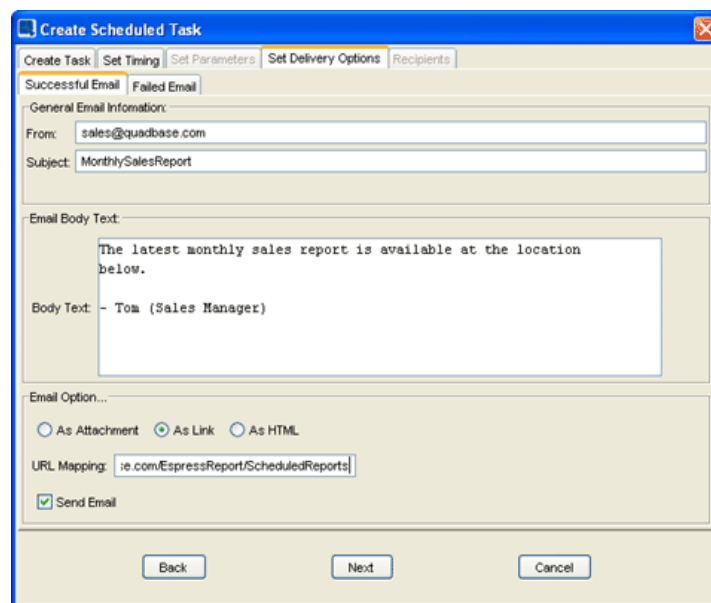 Create Scheduled Task
Create Task Set Timing Set Parameters Set Delivery Options Recipients
Successful Email Failed Email
General Email Infomation:
From: sales@quadbase.com
Subject: MonthlySalesReport
Email Body Text:
The latest monthly sales report is available at the location
below.
Body Text: - Tom (Sales Manager)
Email Option...
As Attachment As Link As HTML
URL Mapping: :e.com/EspressReport/ScheduledReports
Send Email
Back Next Cancel